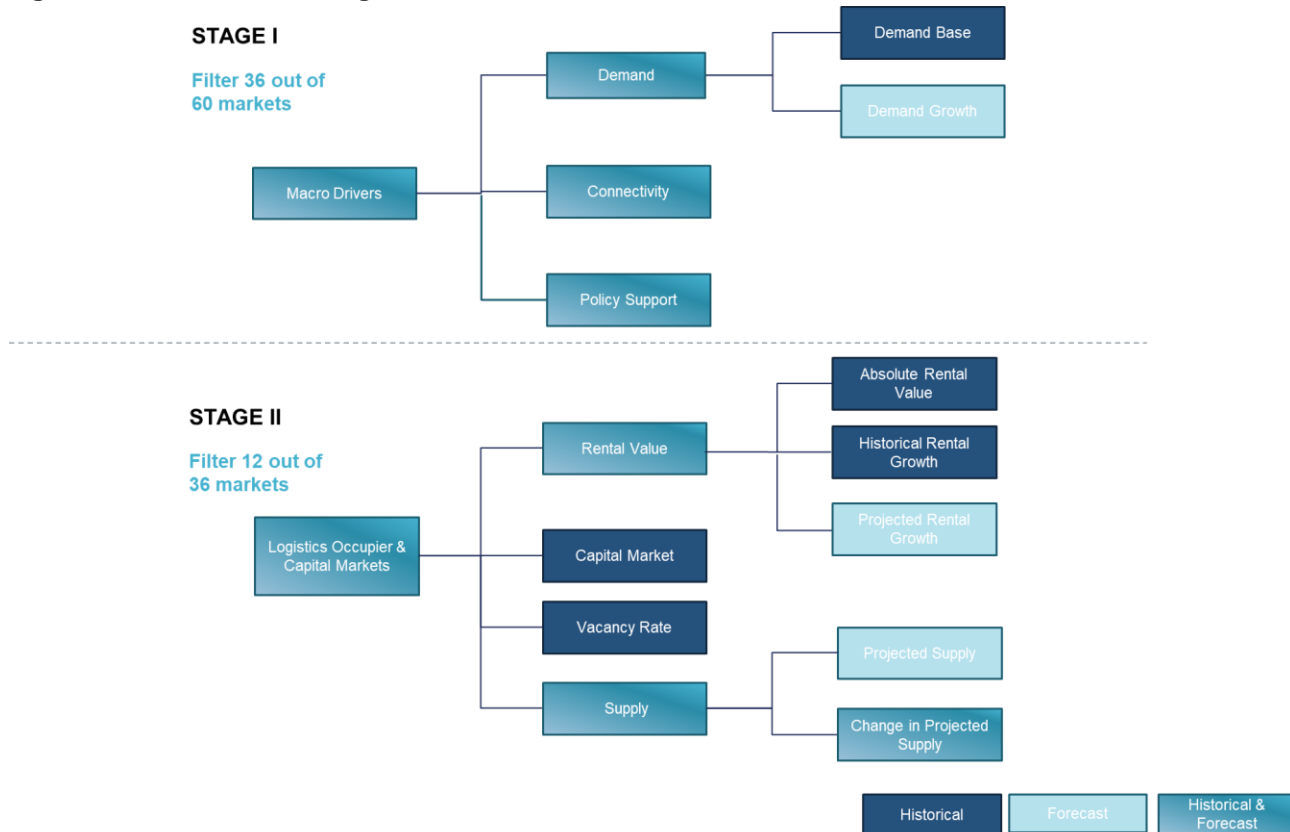 STAGE I
Filter 36 out of
60 markets
Demand Base
Demand
Demand Growth
Macro Drivers
Connectivity
Policy Support
STAGE II
Filter 12 out of
36 markets
Absolute Rental
Value
Rental Value
Historical Rental
Growth
Projected Rental
Growth
Logistics Occupier &
Capital Markets
Capital Market
Vacancy Rate
Projected Supply
Supply
Change in Projected
Supply
Historical
Forecast
Historical &
Forecast